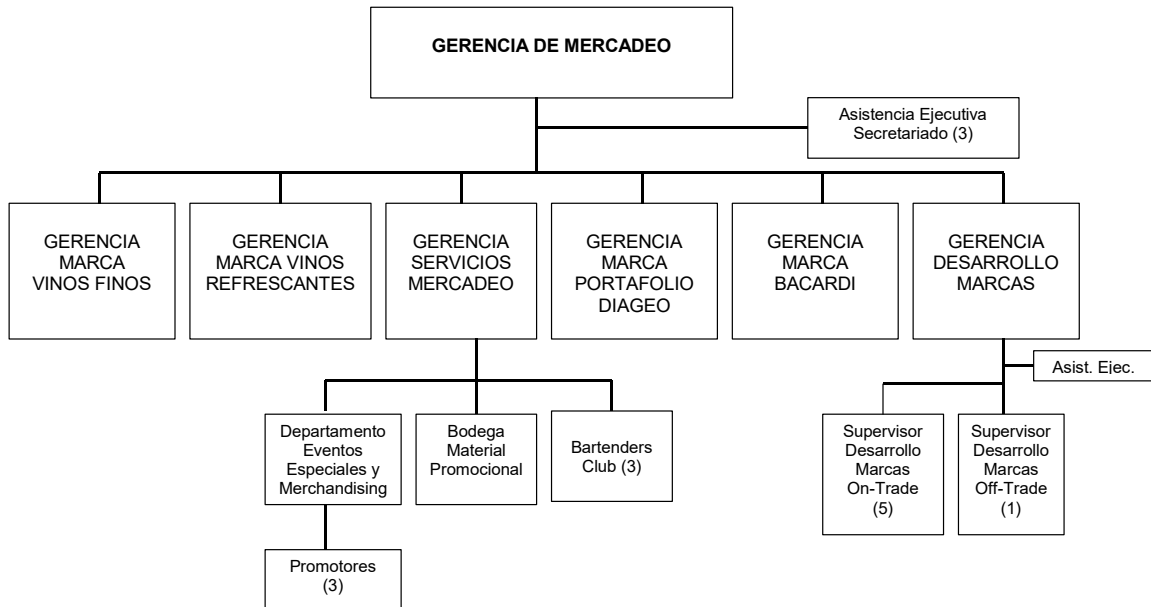 GERENCIA DE MERCADEO
Asistencia Ejecutiva
Secretariado (3)
GERENCIA
MARCA
VINOS FINOS
GERENCIA
MARCA VINOS
REFRESCANTES
GERENCIA
SERVICIOS
MERCADEO
GERENCIA
MARCA
PORTAFOLIO
DIAGEO
GERENCIA
MARCA
BACARDI
GERENCIA
DESARROLLO
MARCAS
Asist. Ejec.
Departamento
Eventos
Especiales y
Merchandising
Bodega
Material
Promocional
Bartenders
Club (3)
Supervisor
Desarrollo
Marcas
On-Trade
(5)
Supervisor
Desarrollo
Marcas
Off-Trade
(1)
Promotores
(3)